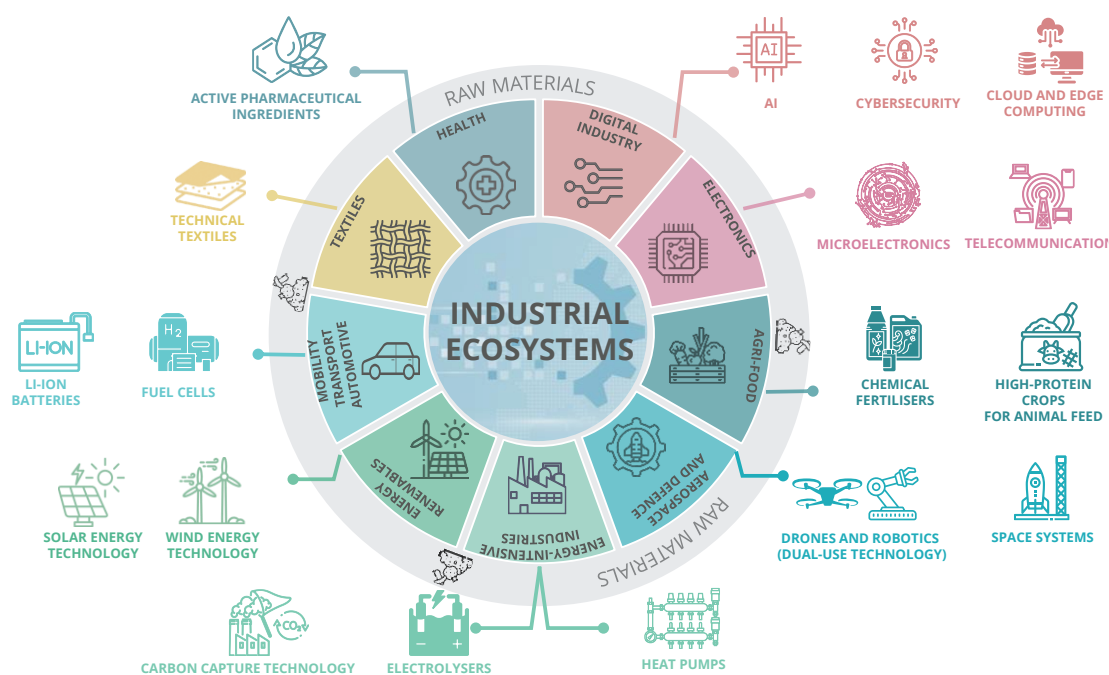 RAW MATERIALS
ACTIVE PHARMACEUTICAL
INGREDIENTS
AI
AI
CYBERSECURITY
CLOUD AND EDGE
COMPUTING
HEALTH
DIGITAL
INDUSTRY
TECHNICAL
TEXTILES
TEXTILES
ELECTRONICS
MICROELECTRONICS
TELECOMMUNICATION
INDUSTRIAL
ECOSYSTEMS
LI-ION
LI-ION
BATTERIES
H2
FUEL CELLS
MOBILITY
TRANSPORT
AUTOMOTIVE
AGRI-FOOD
CHEMICAL
FERTILISERS
HIGH-PROTEIN
CROPS
FOR ANIMAL FEED
SOLAR ENERGY
TECHNOLOGY
WIND ENERGY
TECHNOLOGY
ENERGY
RENEWABLES
ENERGY-INTENSIVE
INDUSTRIES
AEROSPACE
AND DEFENCE
RAW MATERIALS
DRONES AND ROBOTICS
(DUAL-USE TECHNOLOGY)
SPACE SYSTEMS
CO2
CARBON CAPTURE TECHNOLOGY
ELECTROLYSERS
HEAT PUMPS